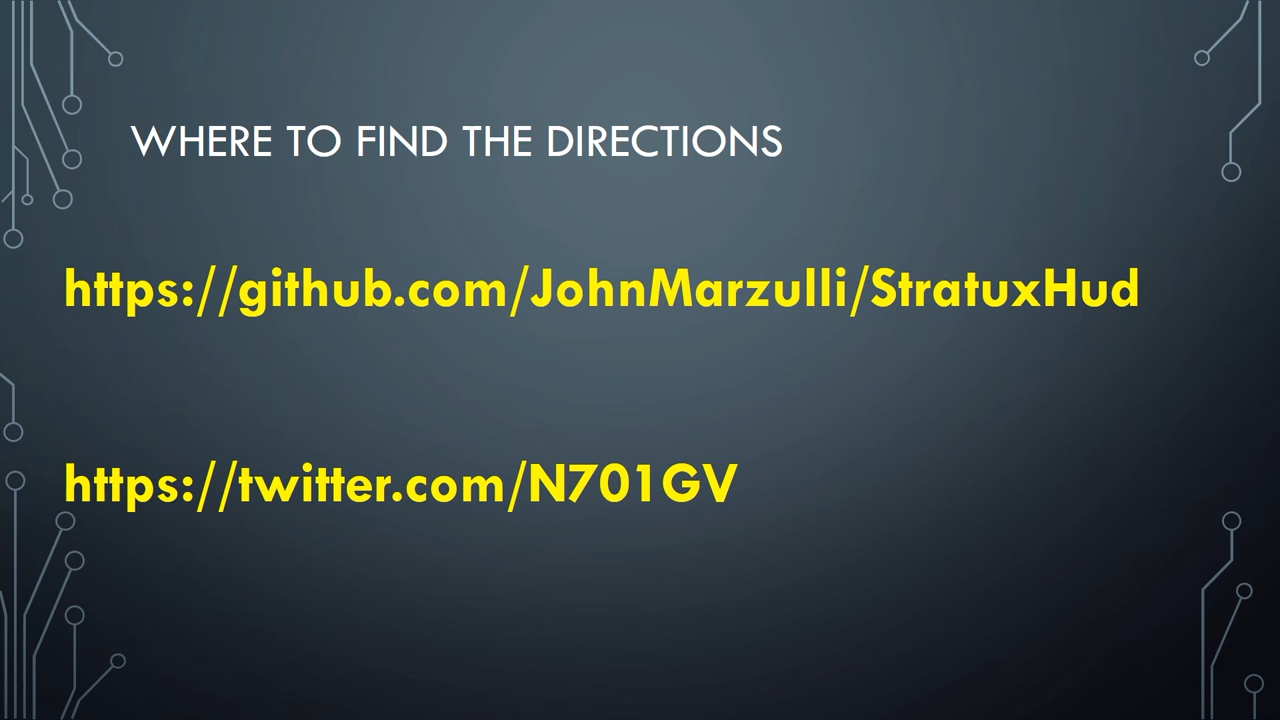 WHERE TO FIND THE DIRECTIONS
https://github.com/JohnMarzulli/StratuxHud
https://twitter.com/N701GV